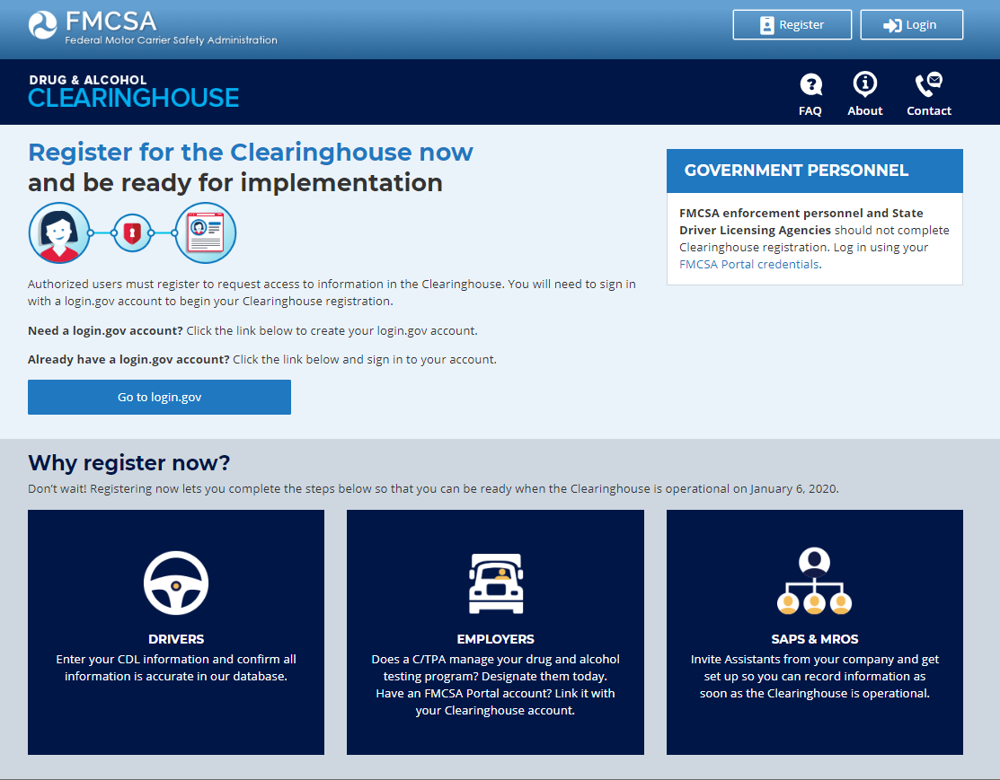 FMCSA
Federal Motor Carrier Safety Administration
Register
Login
DRUG & ALCOHOL
CLEARINGHOUSE
FAQ
About
Contact
Register for the Clearinghouse now
and be ready for implementation
Authorized users must register to request access to information in the Clearinghouse. You will need to sign in
with a login.gov account to begin your Clearinghouse registration.
Need a login.gov account? Click the link below to create your login.gov account.
Already have a login.gov account? Click the link below and sign in to your account.
Go to login.gov
GOVERNMENT PERSONNEL
FMCSA enforcement personnel and State
Driver Licensing Agencies should not complete
Clearinghouse registration. Log in using your
FMCSA Portal credentials.
Why register now?
Don't wait! Registering now lets you complete the steps below so that you can be ready when the Clearinghouse is operational on January 6, 2020.
DRIVERS
Enter your CDL information and confirm all
information is accurate in our database.
EMPLOYERS
Does a C/TPA manage your drug and alcohol
testing program? Designate them today.
Have an FMCSA Portal account? Link it with
your Clearinghouse account.
SAPS & MROS
Invite Assistants from your company and get
set up so you can record information as
soon as the Clearinghouse is operational.